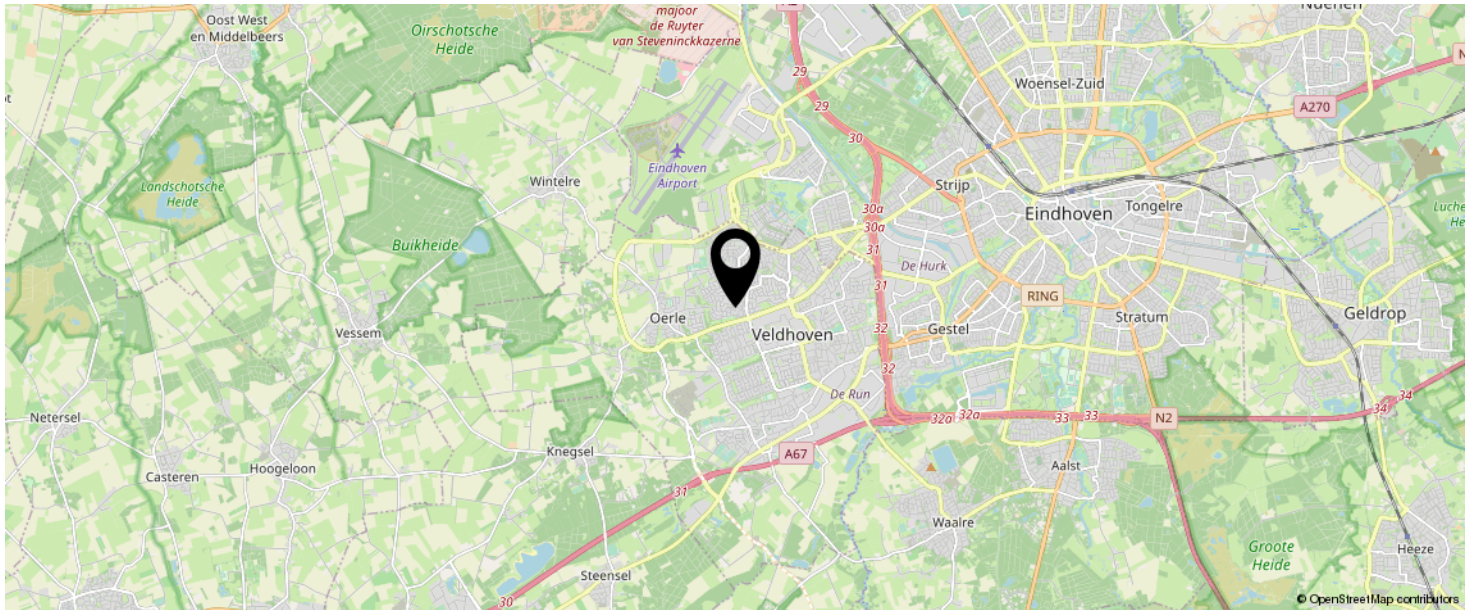 Oost West
en Middelbeers
Oirschotsche
Heide
majoor
de Ruyter
van Steveninckkazerne
Nuenen
29
29
Woensel-Zuid
A270
30
Landschotsche
Heide
Wintelre
Eindhoven
Airport
Strijp
Eindhoven
Tongelre
30a
30a
Buikheide
31
De Hurk
31
RING
Vessem
Oerle
Veldhoven
32
Gestel
Stratum
Geldrop
32
De Run
34
34
Netersel
32a
32a
33
33
N2
Knegsel
A67
Casteren
Hoogeloon
Aalst
31
Waalre
Groote
Heide
Heeze
Steensel
30
© OpenStreetMap contributors